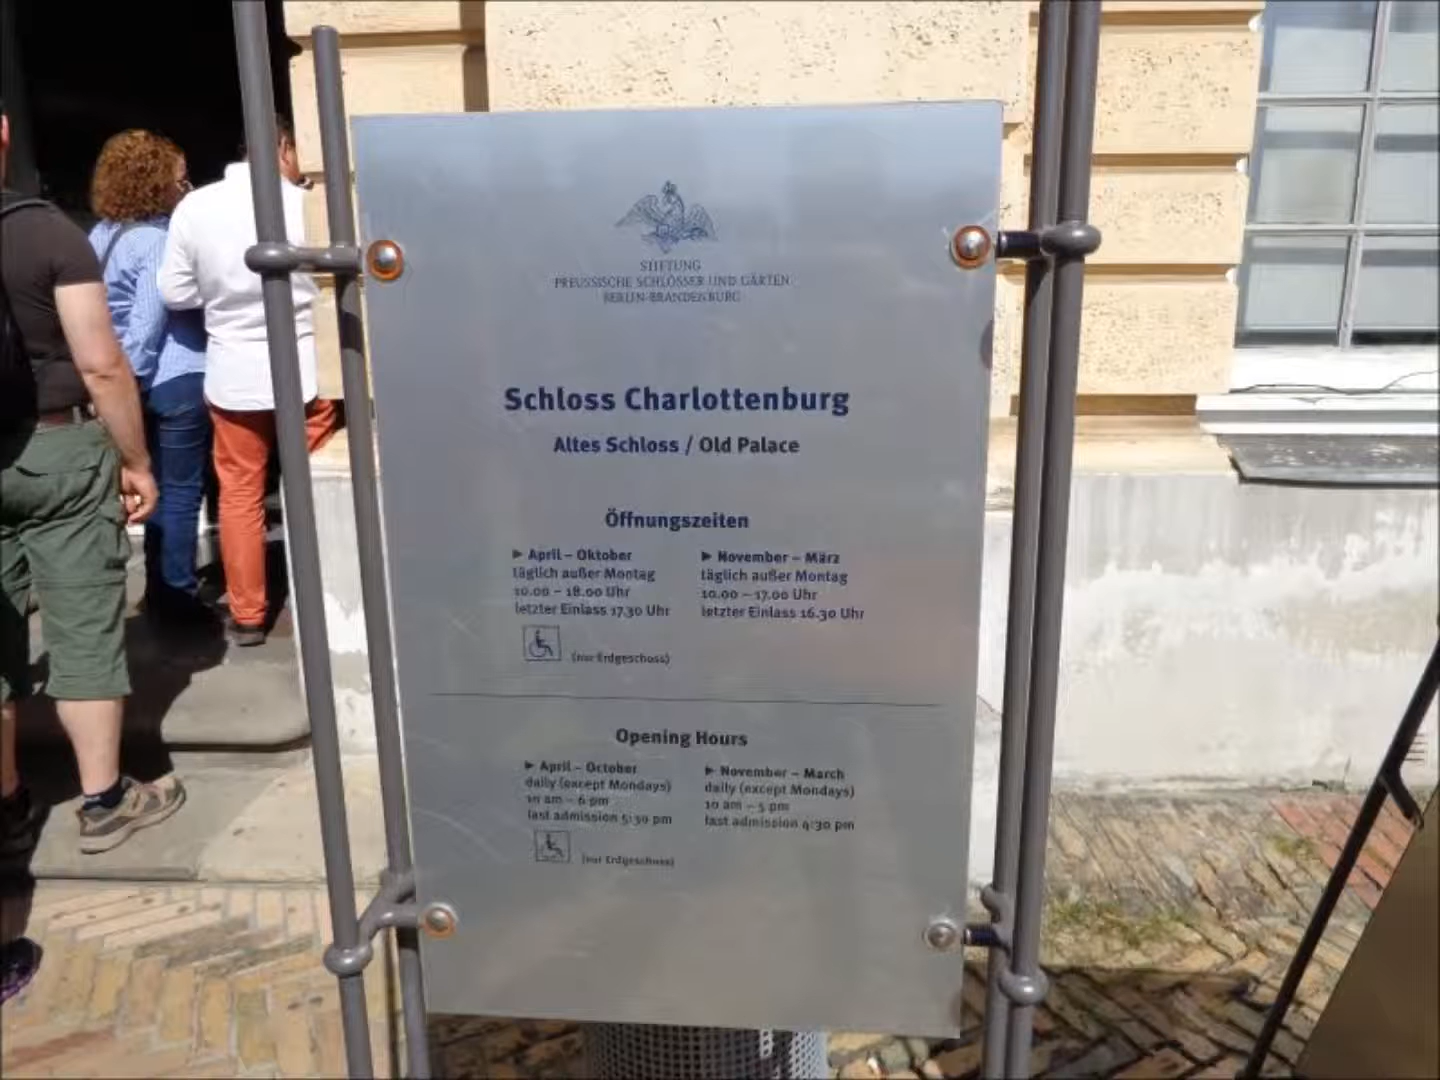 STIFTUNG
PREUSSISCHE SCHLÖSSER UND GÄRTEN
BERLIN-BRANDENBURG
Schloss Charlottenburg
Altes Schloss / Old Palace
Öffnungszeiten
► April – Oktober
täglich außer Montag
10.00 – 18.00 Uhr
letzter Einlass 17.30 Uhr
(nur Erdgeschoss)
► November – März
täglich außer Montag
10.00 – 17.00 Uhr
letzter Einlass 16.30 Uhr
Opening Hours
► April – October
daily (except Mondays)
10 am – 6 pm
last admission 5:30 pm
(nur Erdgeschoss)
► November – March
daily (except Mondays)
10 am – 5 pm
last admission 4:30 pm